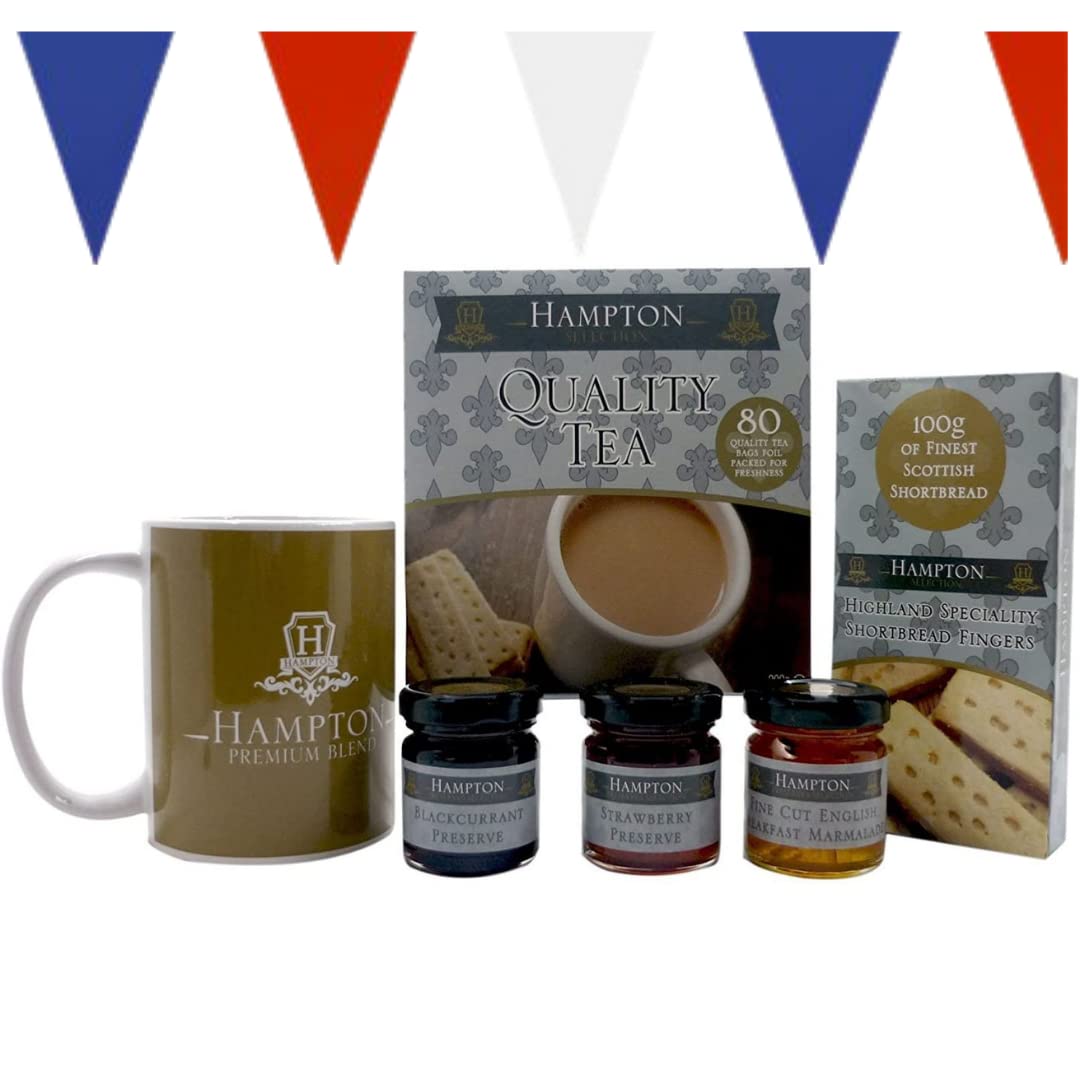 HAMPTON
SELECTION
QUALITY
TEA
80
QUALITY TEA
BAGS FOIL
PACKED FOR
FRESHNESS
100g
OF FINEST
SCOTTISH
SHORTBREAD
HAMPTON
SELECTION
HIGHLAND SPECIALITY
SHORTBREAD FINGERS
HAMPTON
H
HAMPTON
HAMPTON
PREMIUM BLEND
HAMPTON
BLACKCURRANT
PRESERVE
HAMPTON
STRAWBERRY
PRESERVE
HAMPTON
FINE CUT ENGLISH
BREAKFAST MARMALADE